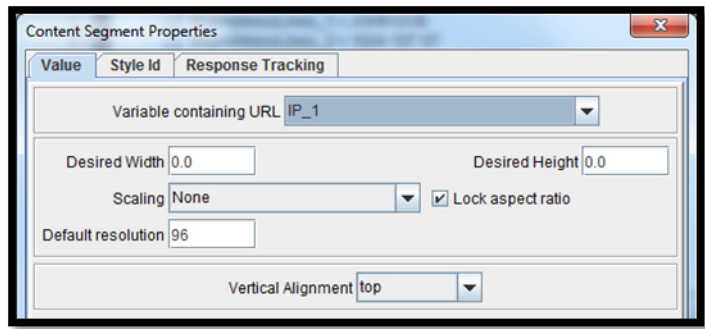 Content Segment Properties
Value Style Id Response Tracking
Variable containing URL IP_1
Desired Width 0.0 Desired Height 0.0
Scaling None Lock aspect ratio
Default resolution 96
Vertical Alignment top